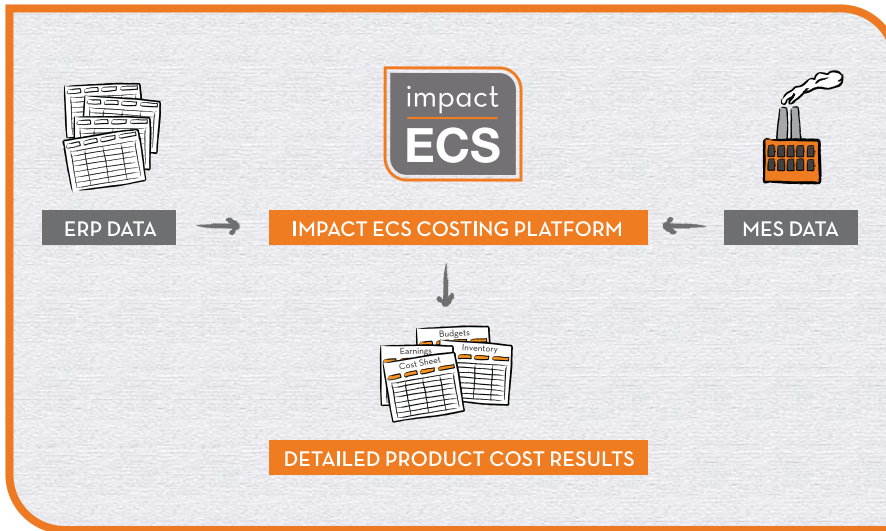 impact
ECS
ERP DATA
IMPACT ECS COSTING PLATFORM
MES DATA
Budgets
Earnings
Inventory
Cost Sheet
DETAILED PRODUCT COST RESULTS